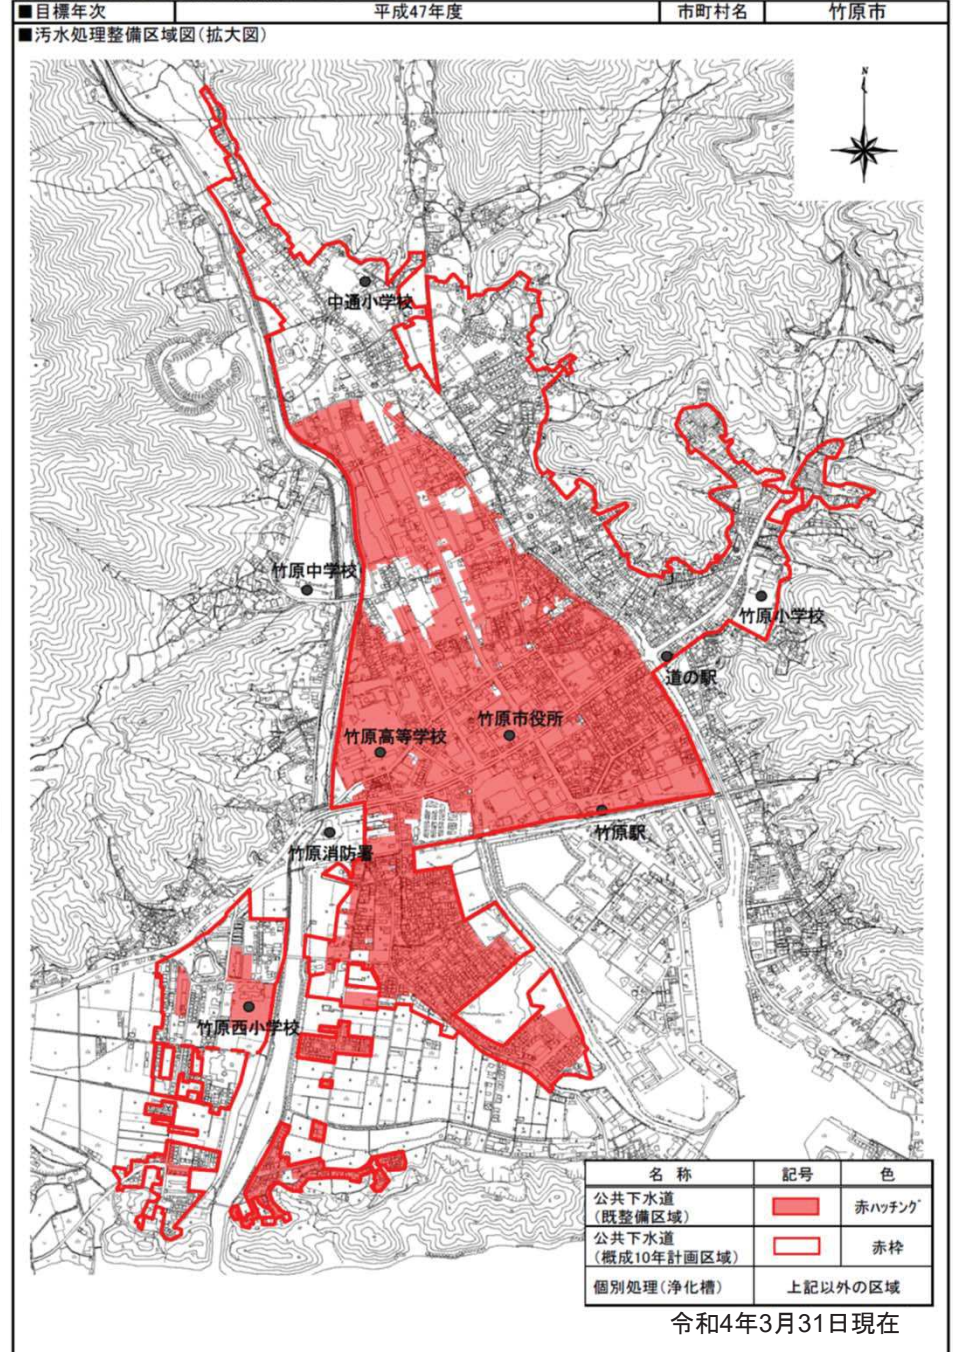 ■目標年次 平成47年度 市町村名 竹原市
■汚水処理整備区域図(拡大図)
N
中通小学校
竹原中学校
竹原小学校
道の駅
竹原市役所
竹原高等学校
竹原駅
竹原消防署
竹原西小学校
名 称 記号 色
公共下水道
(既整備区域) 赤ハッチング
公共下水道
(概成10年計画区域) 赤枠
個別処理(浄化槽) 上記以外の区域
令和4年3月31日現在